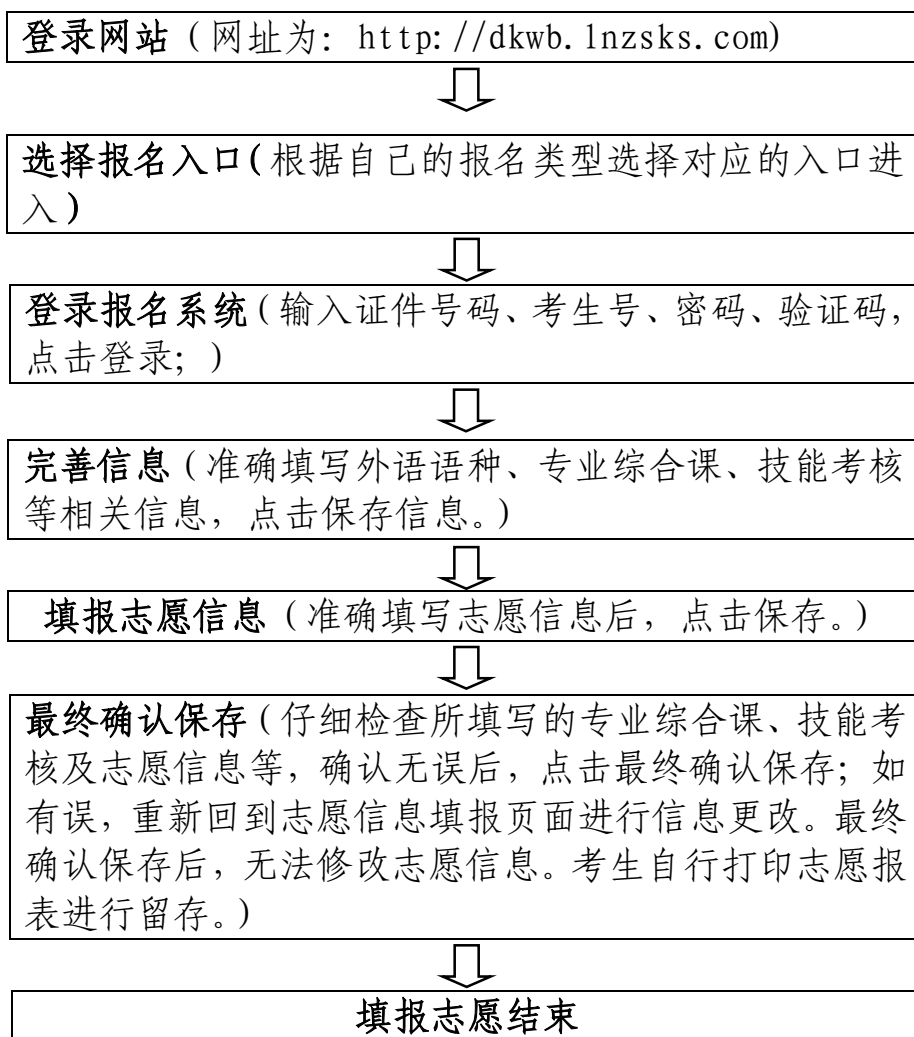 登录网站（网址为: http://dkwb.lnzsks.com)
选择报名入口(根据自己的报名类型选择对应的入口进
入)
登录报名系统（输入证件号码、考生号、密码、验证码，
点击登录；）
完善信息（准确填写外语语种、专业综合课、技能考核
等相关信息，点击保存信息。）
填报志愿信息（准确填写志愿信息后，点击保存。）
最终确认保存（仔细检查所填写的专业综合课、技能考
核及志愿信息等，确认无误后，点击最终确认保存；如
有误，重新回到志愿信息填报页面进行信息更改。最终
确认保存后，无法修改志愿信息。考生自行打印志愿报
表进行留存。）
填报志愿结束